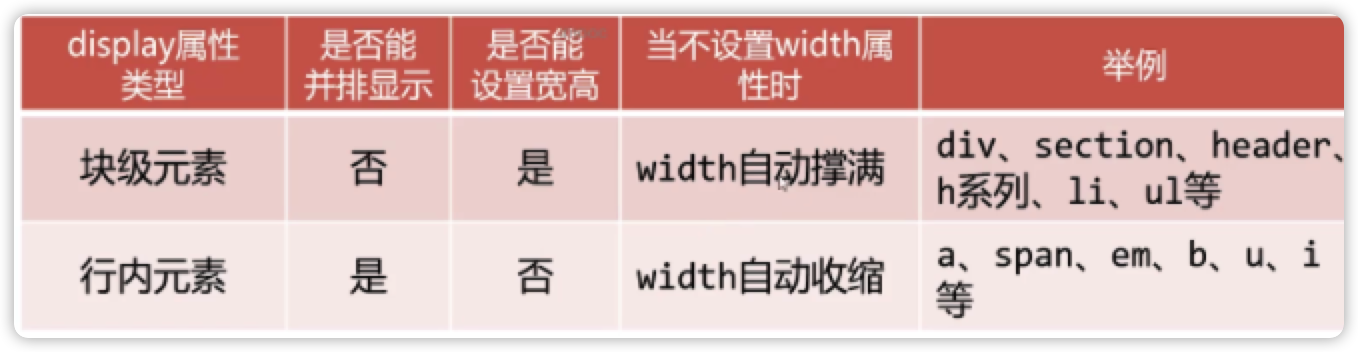 display属性
类型
是否能
并排显示
是否能
设置宽高
当不设置width属
性时
举例
块级元素
否
是
width自动撑满
div、section、header、
h系列、li、ul等
行内元素
是
否
width自动收缩
a、span、em、b、u、i
等